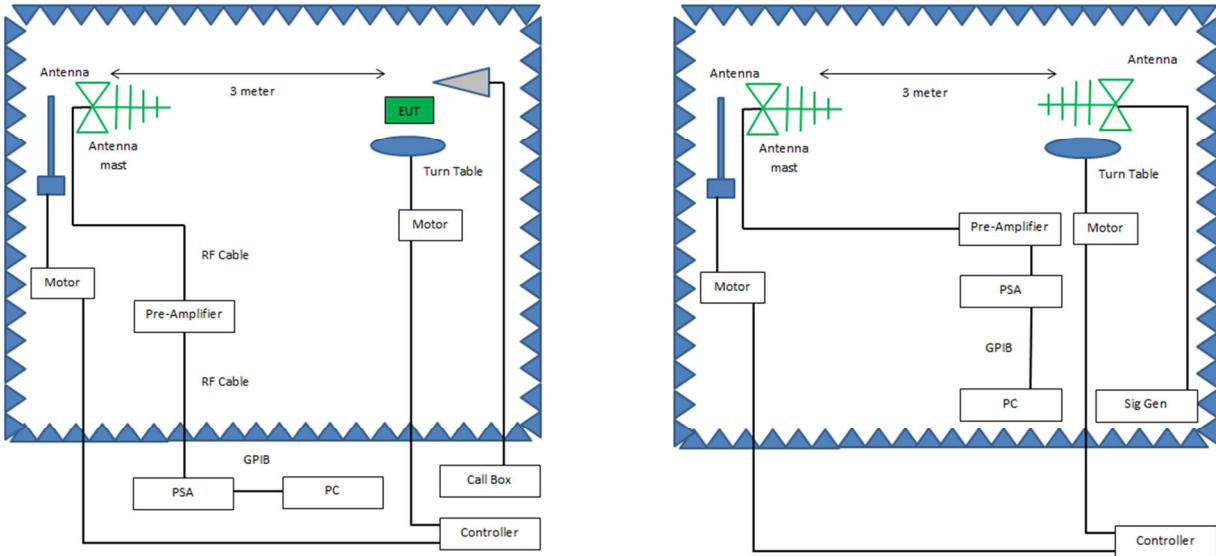 Antenna
3 meter
EUT
Antenna
mast
Turn Table
Motor
RF Cable
Motor
Pre-Amplifier
RF Cable
GPIB
PSA
PC
Call Box
Controller
Antenna
Antenna
3 meter
Antenna
mast
Turn Table
Pre-Amplifier
Motor
Motor
PSA
GPIB
PC
Sig Gen
Controller